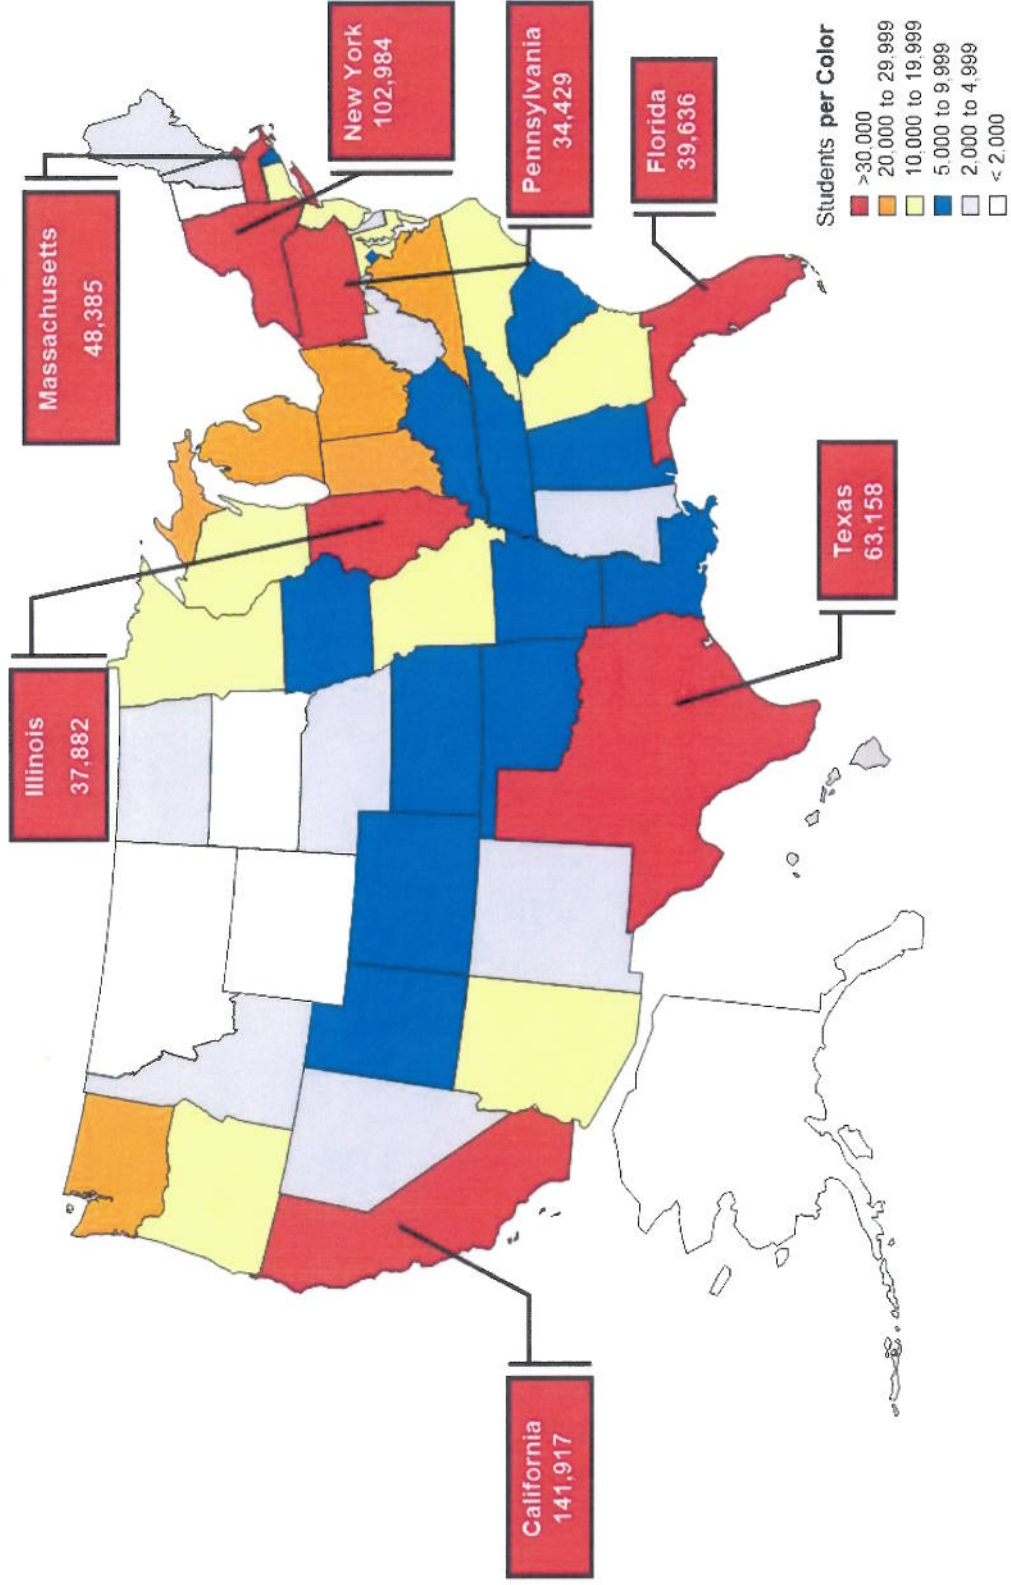 Massachusetts
48,385
New York
102,984
Pennsylvania
34,429
Florida
39,636
Illinois
37,882
Texas
63,158
California
141,917
Students per Color
>30,000
20,000 to 29,999
10,000 to 19,999
5,000 to 9,999
2,000 to 4,999
< 2,000